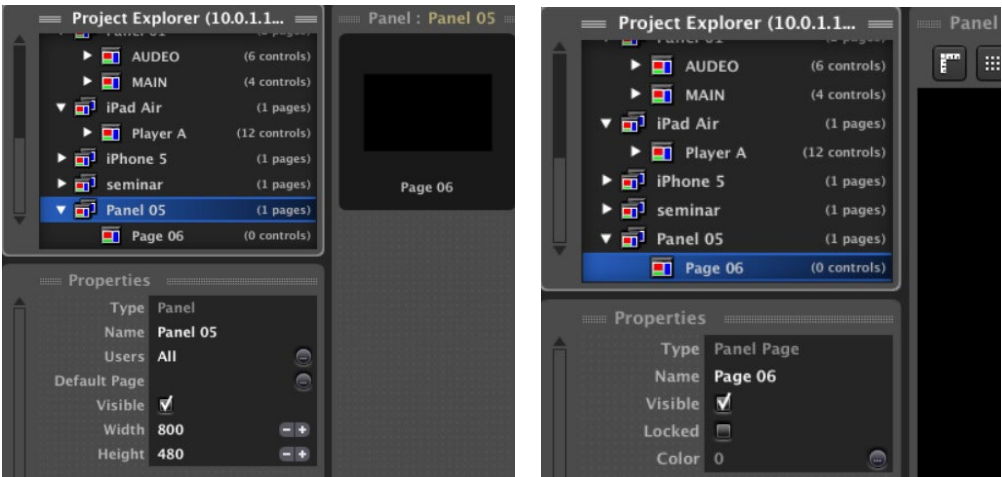 Project Explorer (10.0.1.1...
AUDEO (6 controls)
MAIN (4 controls)
iPad Air (1 pages)
Player A (12 controls)
iPhone 5 (1 pages)
seminar (1 pages)
Panel 05 (1 pages)
Page 06 (0 controls)
Properties
Type Panel
Name Panel 05
Users All
Default Page
Visible
Width 800
Height 480
Panel : Panel 05
Page 06
Project Explorer (10.0.1.1...
AUDEO (6 controls)
MAIN (4 controls)
iPad Air (1 pages)
Player A (12 controls)
iPhone 5 (1 pages)
seminar (1 pages)
Panel 05 (1 pages)
Page 06 (0 controls)
Properties
Type Panel Page
Name Page 06
Visible
Locked
Color 0
Panel